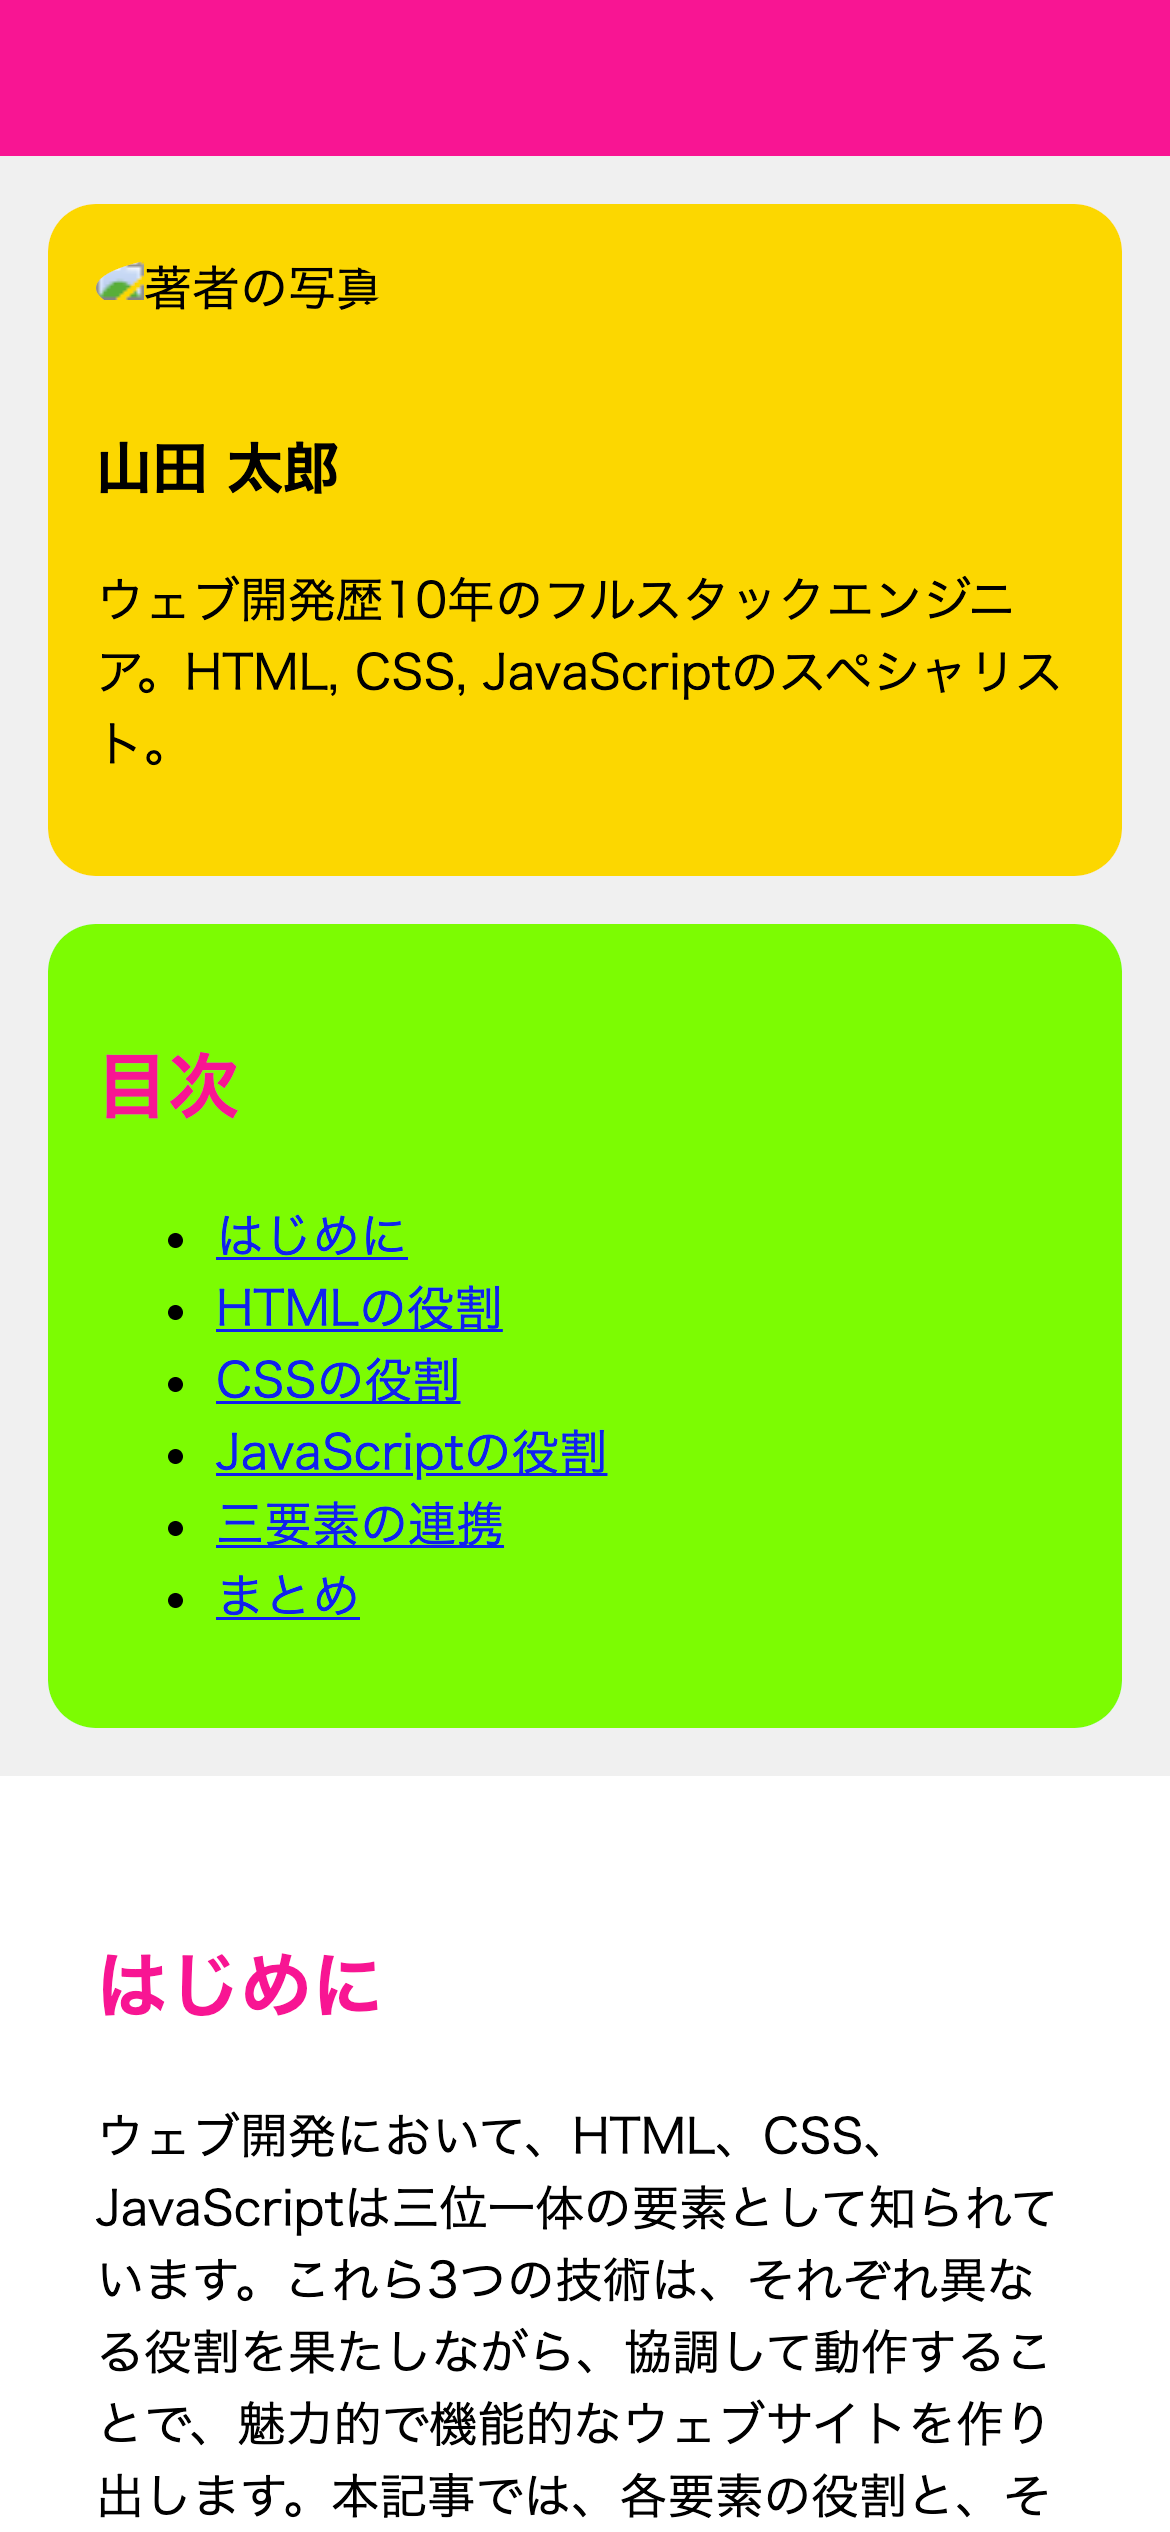 著者の写真
山田 太郎
ウェブ開発歴10年のフルスタックエンジニ
ア。HTML, CSS, JavaScriptのスペシャリス
ト。
目次
はじめに
HTMLの役割
CSSの役割
JavaScriptの役割
三要素の連携
まとめ
はじめに
ウェブ開発において、HTML、CSS、
JavaScriptは三位一体の要素として知られて
います。これら3つの技術は、それぞれ異な
る役割を果たしながら、協調して動作するこ
とで、魅力的で機能的なウェブサイトを作り
出します。本記事では、各要素の役割と、そ